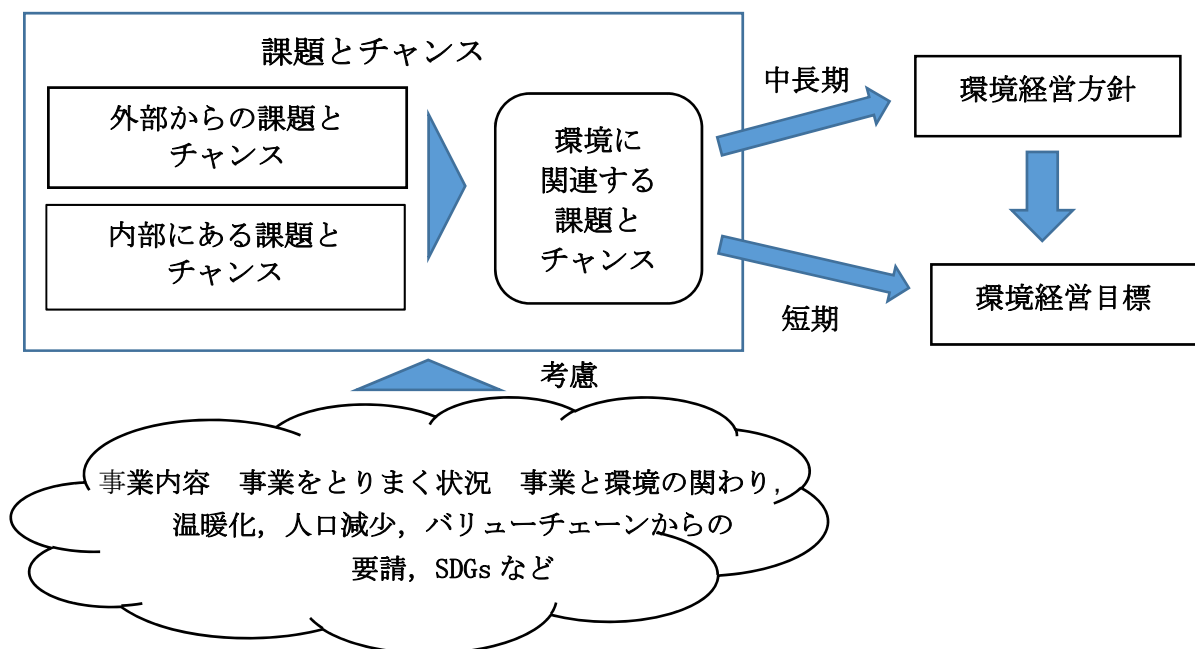 課題とチャンス
外部からの課題と
チャンス
内部にある課題と
チャンス
環境に
関連する
課題と
チャンス
中長期
環境経営方針
短期
環境経営目標
考慮
事業内容　事業をとりまく状況　事業と環境の関わり,
温暖化, 人口減少, バリューチェーンからの
要請, SDGs など